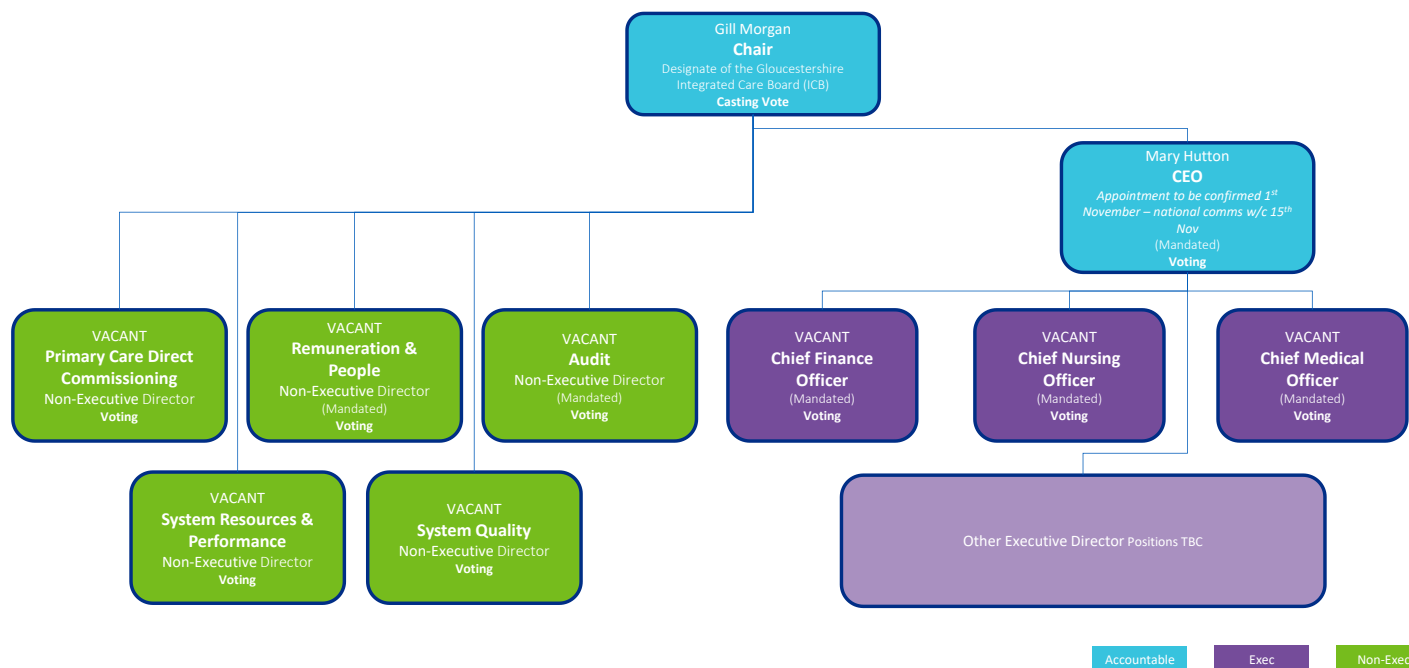 Gill Morgan
Chair
Designate of the Gloucestershire
Integrated Care Board (ICB)
Casting Vote
Mary Hutton
CEO
Appointment to be confirmed 1st
November – national comms w/c 15th
Nov
(Mandated)
Voting
VACANT
Primary Care Direct
Commissioning
Non-Executive Director
Voting
VACANT
Remuneration &
People
Non-Executive Director
(Mandated)
Voting
VACANT
Audit
Non-Executive Director
(Mandated)
Voting
VACANT
Chief Finance
Officer
(Mandated)
Voting
VACANT
Chief Nursing
Officer
(Mandated)
Voting
VACANT
Chief Medical
Officer
(Mandated)
Voting
VACANT
System Resources &
Performance
Non-Executive Director
Voting
VACANT
System Quality
Non-Executive Director
Voting
Other Executive Director Positions TBC
Accountable
Exec
Non-Exec